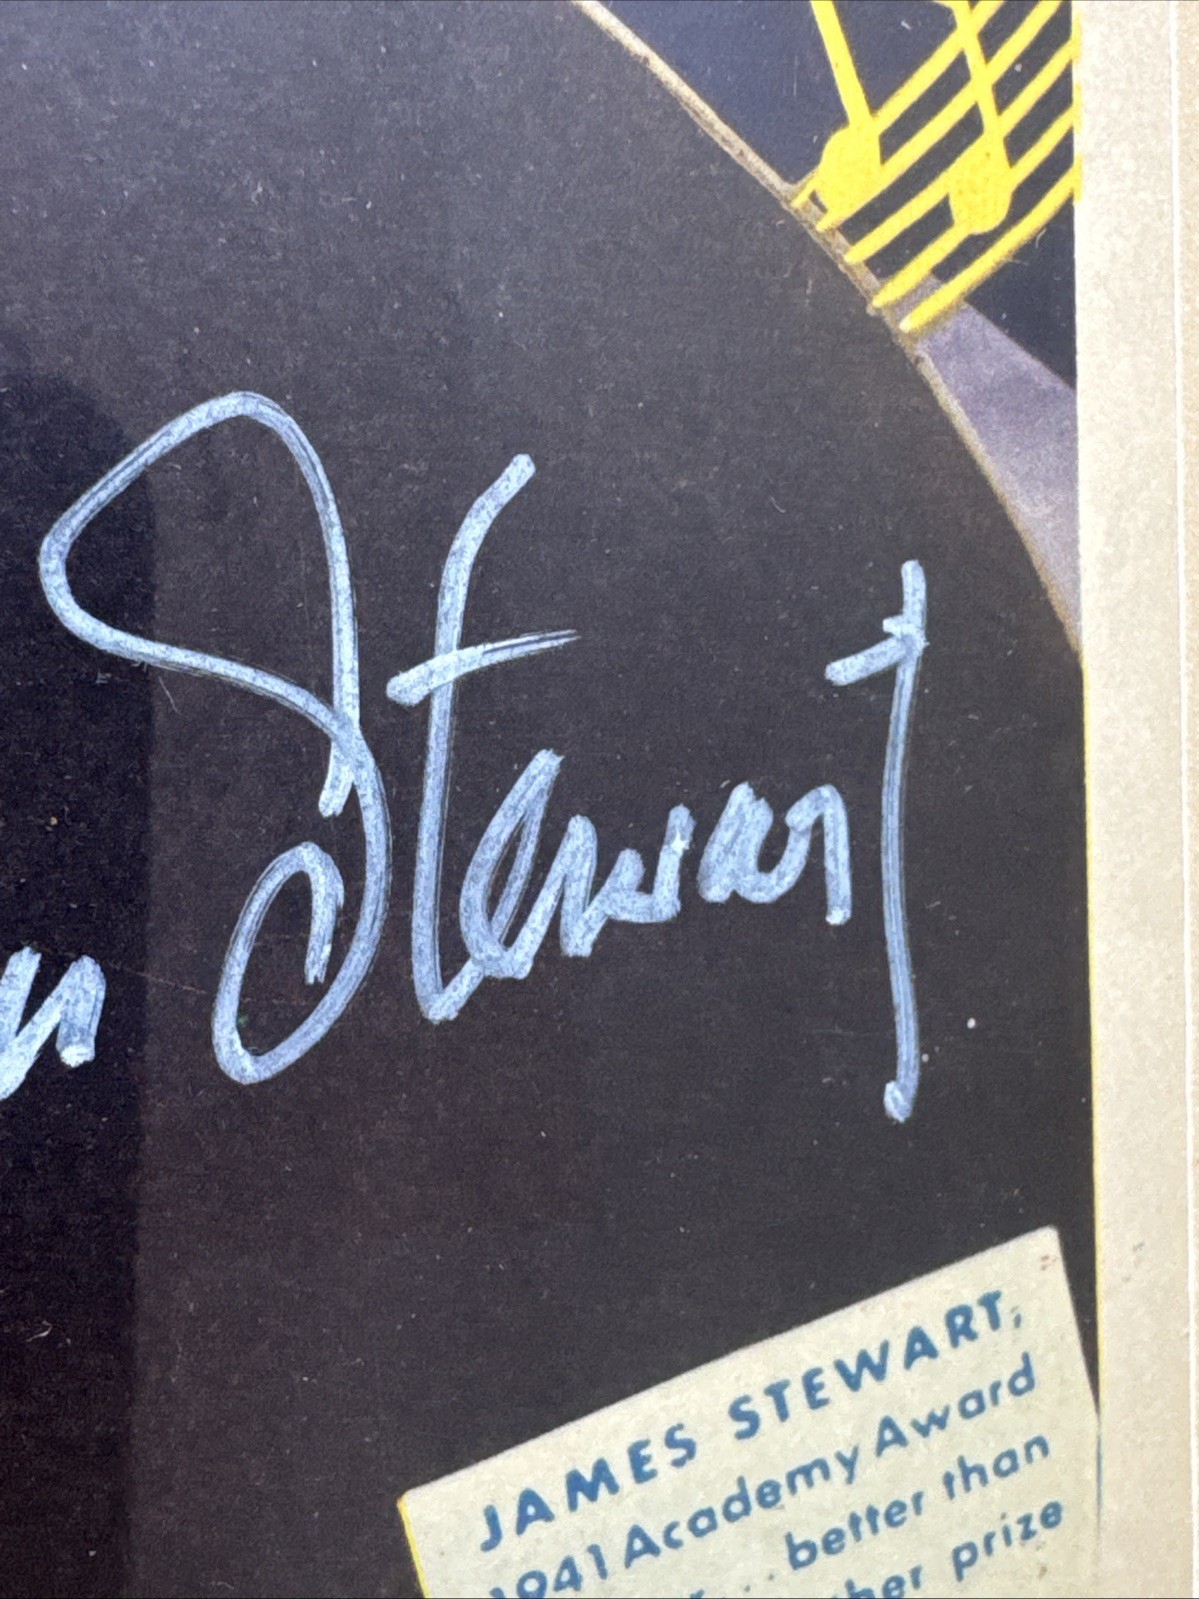 Stewart
JAMES STEWART,
1941 Academy Award
... better than
prize